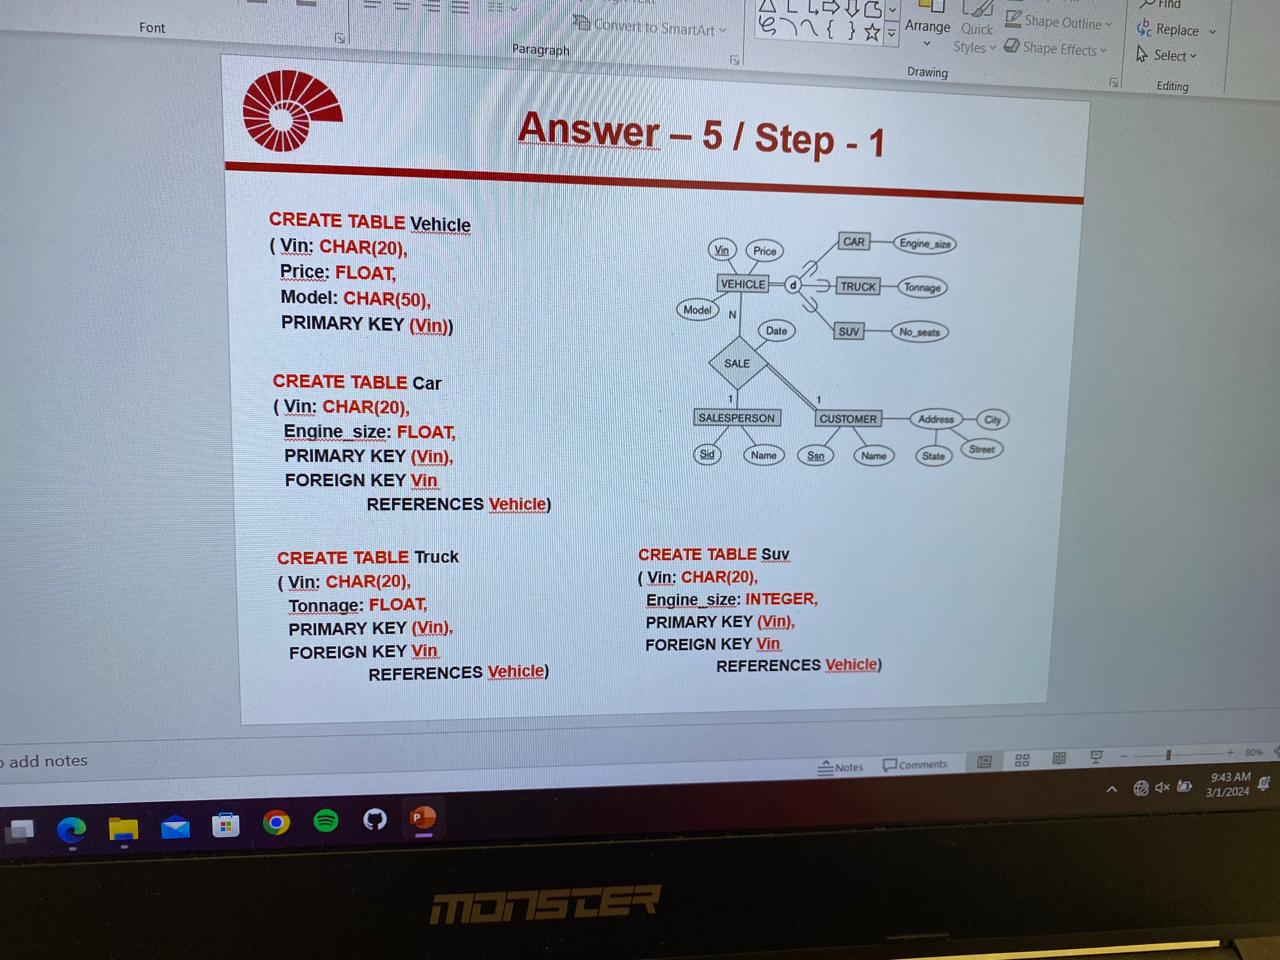 Font
Paragraph
Convert to SmartArt
Arrange
Quick
Styles
Shape Outline
Shape Effects
Drawing
Find
Replace
Select
Editing
Answer – 5 / Step - 1
CREATE TABLE Vehicle
( Vin: CHAR(20),
Price: FLOAT,
Model: CHAR(50),
PRIMARY KEY (Vin))
CREATE TABLE Car
( Vin: CHAR(20),
Engine_size: FLOAT,
PRIMARY KEY (Vin),
FOREIGN KEY Vin
REFERENCES Vehicle)
CREATE TABLE Truck
( Vin: CHAR(20),
Tonnage: FLOAT,
PRIMARY KEY (Vin),
FOREIGN KEY Vin
REFERENCES Vehicle)
Vin Price CAR Engine_size
VEHICLE d TRUCK Tonnage
Model N
Date SUV No_seats
SALE
1 1
SALESPERSON CUSTOMER Address City
Sid Name Ssn Name State Street
CREATE TABLE Suv
( Vin: CHAR(20),
Engine_size: INTEGER,
PRIMARY KEY (Vin),
FOREIGN KEY Vin
REFERENCES Vehicle)
add notes
Notes
Comments
80%
9:43 AM
3/1/2024
MONSTER